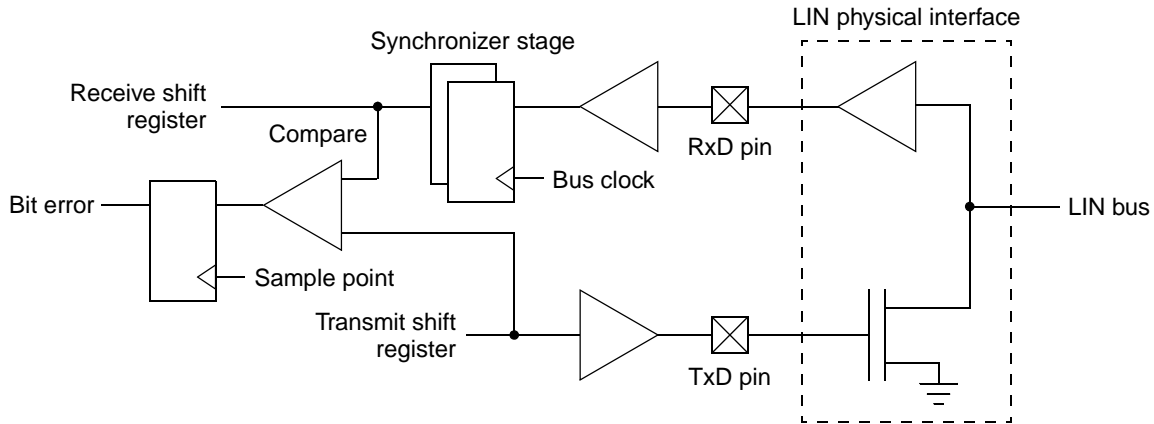 LIN physical interface
Synchronizer stage
Receive shift
register
Compare
RxD pin
Bus clock
Bit error
LIN bus
Sample point
Transmit shift
register
TxD pin